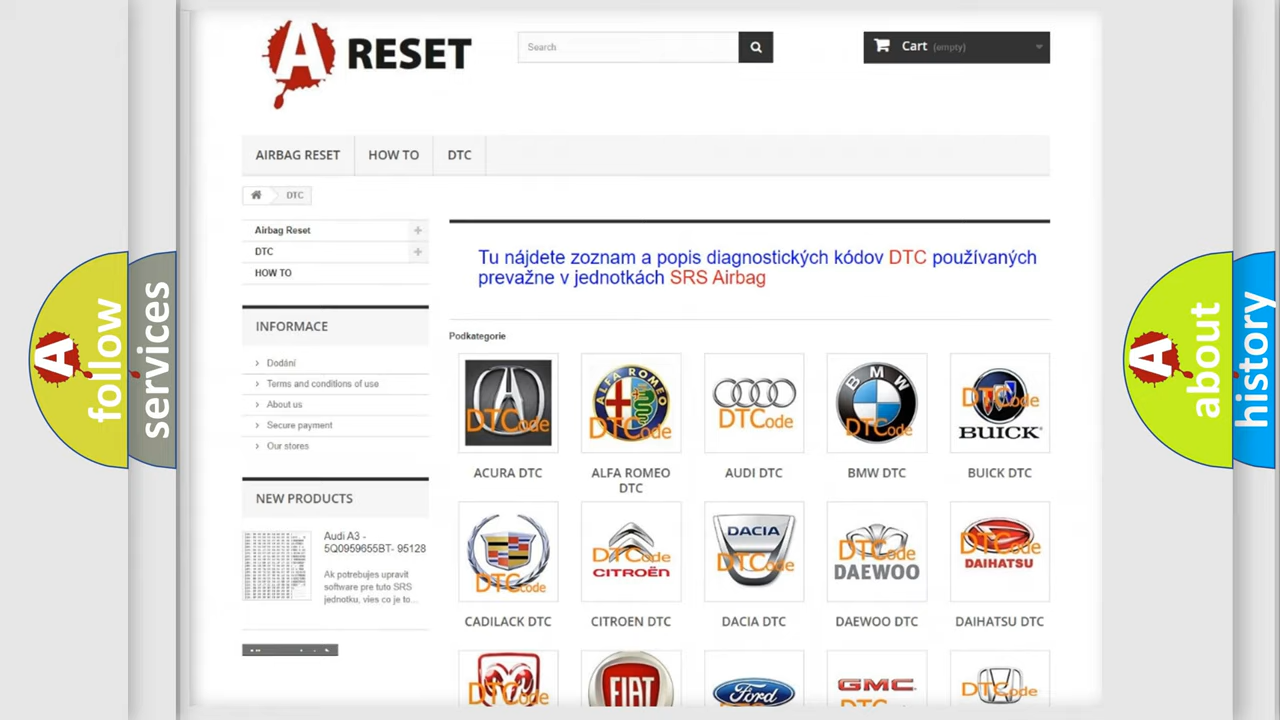 A RESET
Search
Cart (empty)
AIRBAG RESET
HOW TO
DTC
DTC
Airbag Reset
DTC
HOW TO
Tu nájdete zoznam a popis diagnostických kódov DTC používaných
prevažne v jednotkách SRS Airbag
INFORMACE
Dodání
Terms and conditions of use
About us
Secure payment
Our stores
NEW PRODUCTS
Audi A3 -
5Q0959655BT- 95128
Ak potrebujes upravit
software pre tuto SRS
jednotku, vies co je to...
Podkategorie
DTCode
ALFA ROMEO
DTCode
DTCode
BMW
DTCode
DTCode
BUICK
ACURA DTC
ALFA ROMEO
DTC
AUDI DTC
BMW DTC
BUICK DTC
DTCode
DTCode
CITROËN
DACIA
DTCode
DTCode
DAEWOO
DTCode
DAIHATSU
CADILACK DTC
CITROEN DTC
DACIA DTC
DAEWOO DTC
DAIHATSU DTC
DTCode
FIAT
Ford
GMC
DTCode
A follow
services
A about
history